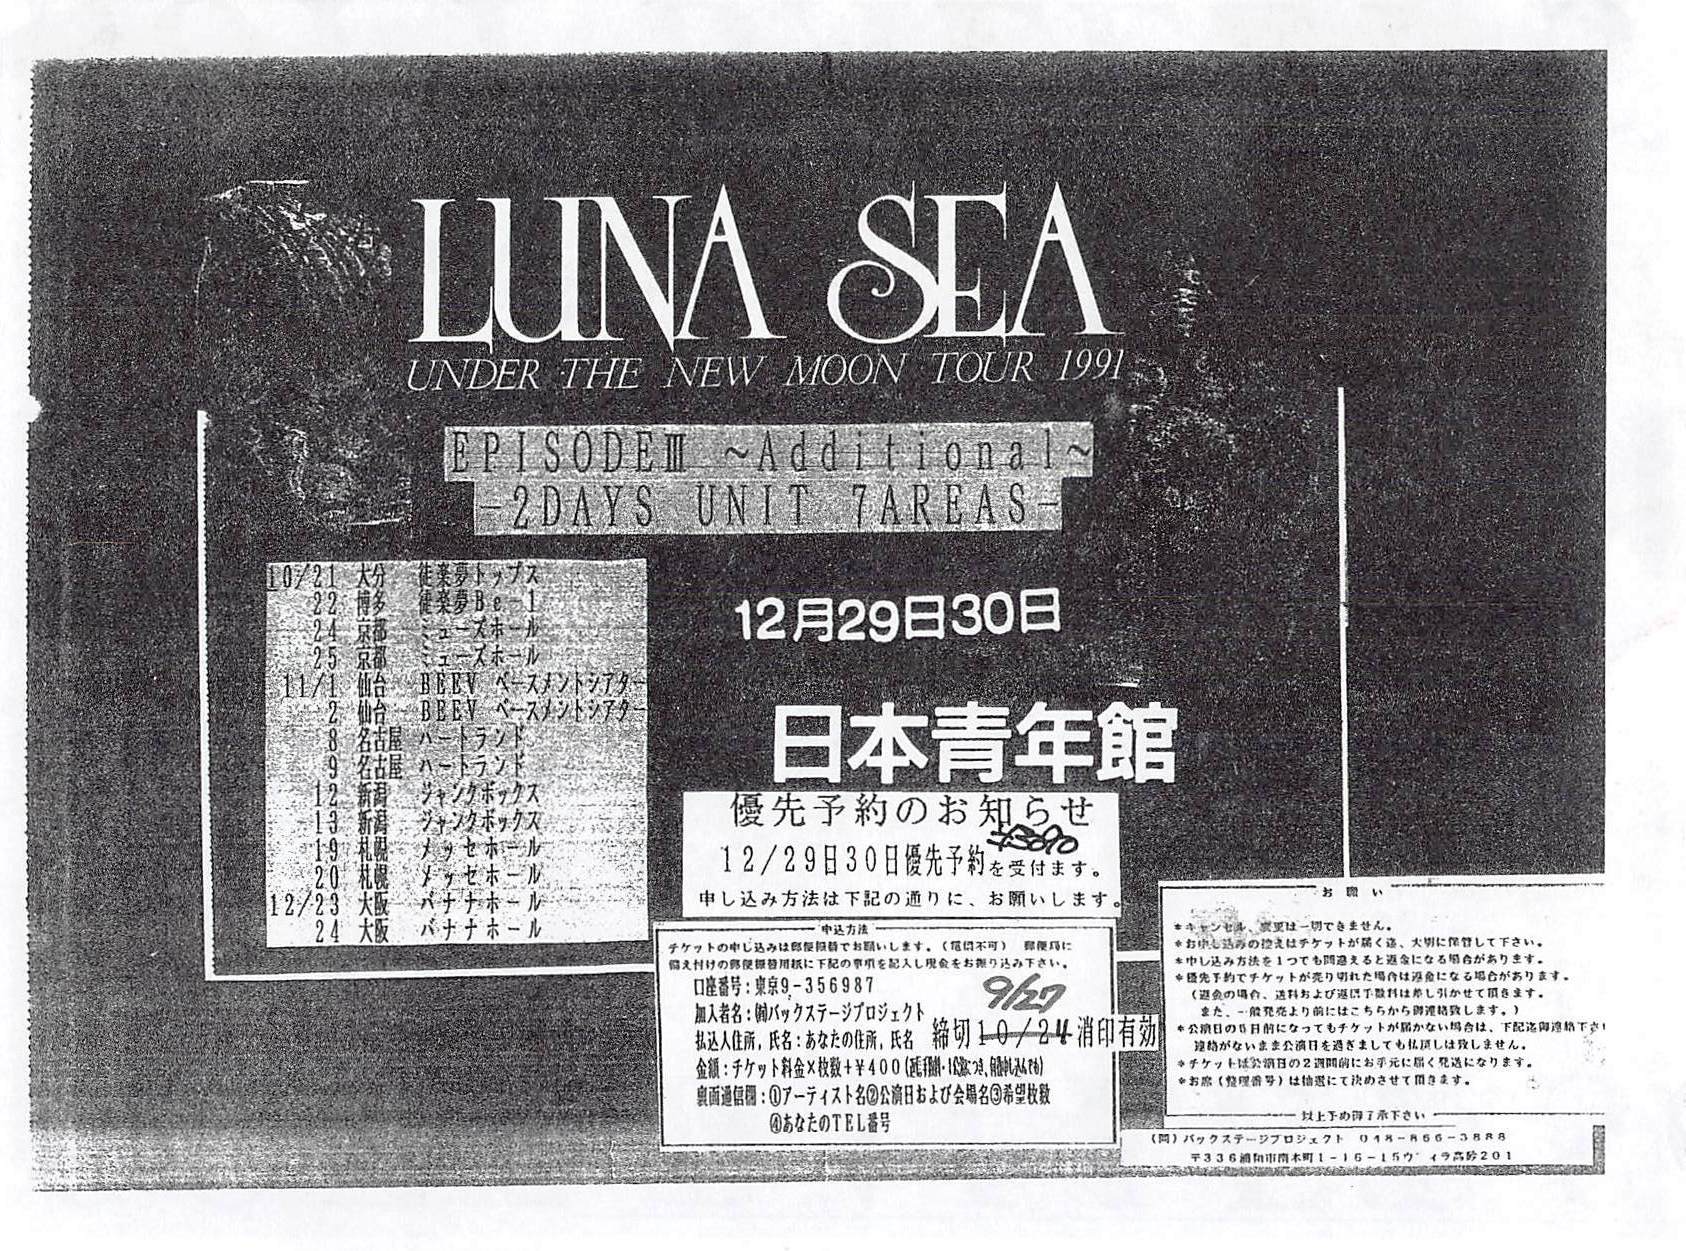 LUNA SEA
UNDER THE NEW MOON TOUR 1991
EPISODEⅢ ～Additional～
-2DAYS UNIT 7AREAS-
10/21 大分 徒楽夢トップス
22 博多 徒楽夢Be-1
24 京都 ミューズホール
25 京都 ミューズホール
11/1 仙台 BEEV ベースメントシアター
2 仙台 BEEV ベースメントシアター
8 名古屋 ハートランド
9 名古屋 ハートランド
12 新潟 ジャンクボックス
13 新潟 ジャンクボックス
19 札幌 メッセホール
20 札幌 メッセホール
12/23 大阪 バナナホール
24 大阪 バナナホール
12月29日30日
日本青年館
優先予約のお知らせ
¥3090
12/29日30日優先予約を受付ます。
申し込み方法は下記の通りに、お願いします。
申込方法
チケットの申し込みは郵便振替でお願いします。(電信不可) 郵便局に
備え付けの郵便振替用紙に下記の事項を記入し現金をお振り込み下さい。
口座番号:東京9-356987
加入者名:㈲バックステージプロジェクト
9/27
払込人住所,氏名:あなたの住所,氏名 締切10/24消印有効
金額:チケット料金×枚数+¥400
裏面通信欄:①アーティスト名②公演日および会場名③希望枚数
④あなたのTEL番号
お願い
*キャンセル、変更は一切できません。
*お申し込みの控えはチケットが届く迄、大切に保管して下さい。
*申し込み方法を1つでも間違えると返金になる場合があります。
*優先予約でチケットが売り切れた場合は返金になる場合があります。
(返金の場合、送料および返信手数料は差し引かせて頂きます。
また、一般発売より前にはこちらから御連絡致します。)
*公演日の5日前になってもチケットが届かない場合は、下記迄御連絡下さ
連絡がないまま公演日を過ぎましても払戻しは致しません。
*チケットは公演日の2週間前にお手元に届く発送になります。
*お席(整理番号)は抽選にて決めさせて頂きます。
以上予め御了承下さい
(問)バックステージプロジェクト 048-866-3888
〒336浦和市南本町1-16-15ヴィラ高砂201